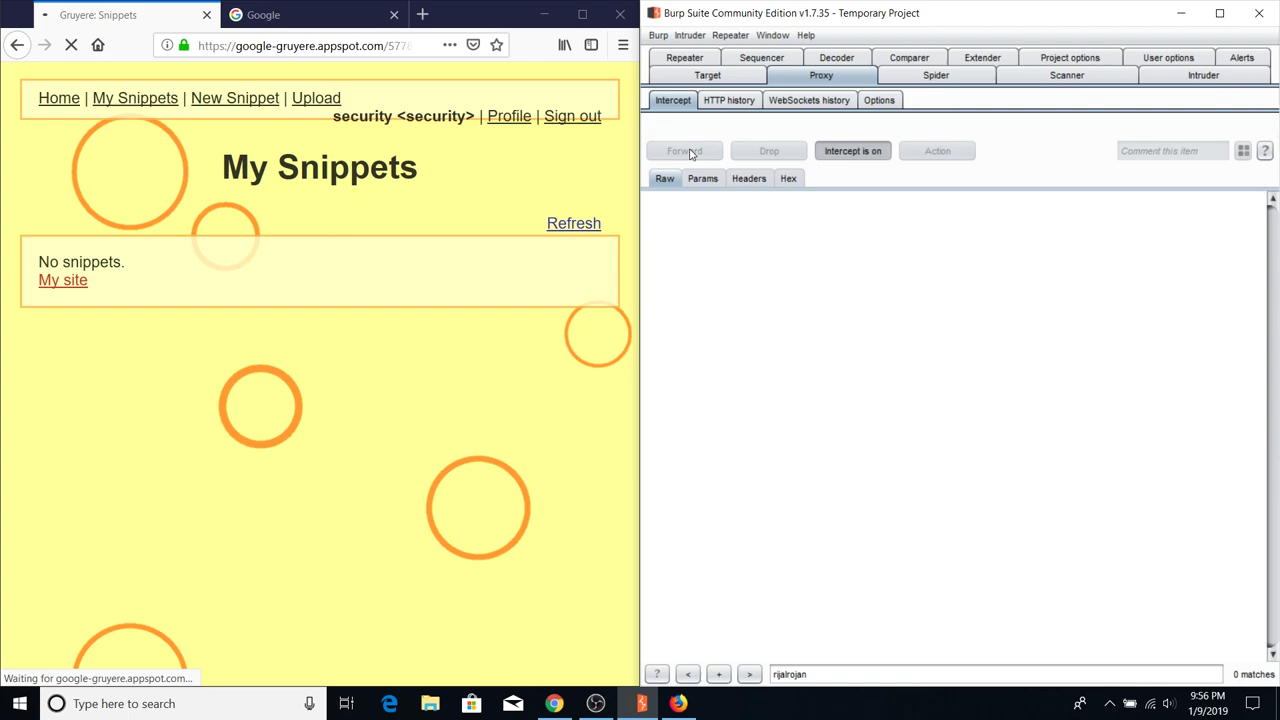 Gruyere: Snippets
Google
https://google-gruyere.appspot.com/5778
Home | My Snippets | New Snippet | Upload
security <security> | Profile | Sign out
My Snippets
Refresh
No snippets.
My site
Waiting for google-gruyere.appspot.com...
Burp Suite Community Edition v1.7.35 - Temporary Project
Burp Intruder Repeater Window Help
Repeater Sequencer Decoder Comparer Extender Project options User options Alerts
Target Proxy Spider Scanner Intruder
Intercept HTTP history WebSockets history Options
Forward Drop Intercept is on Action Comment this item ?
Raw Params Headers Hex
? < + > rijalrojan 0 matches
Type here to search
9:56 PM
1/9/2019